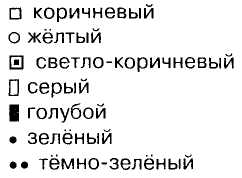 коричневый
жёлтый
светло-коричневый
серый
голубой
зелёный
тёмно-зелёный